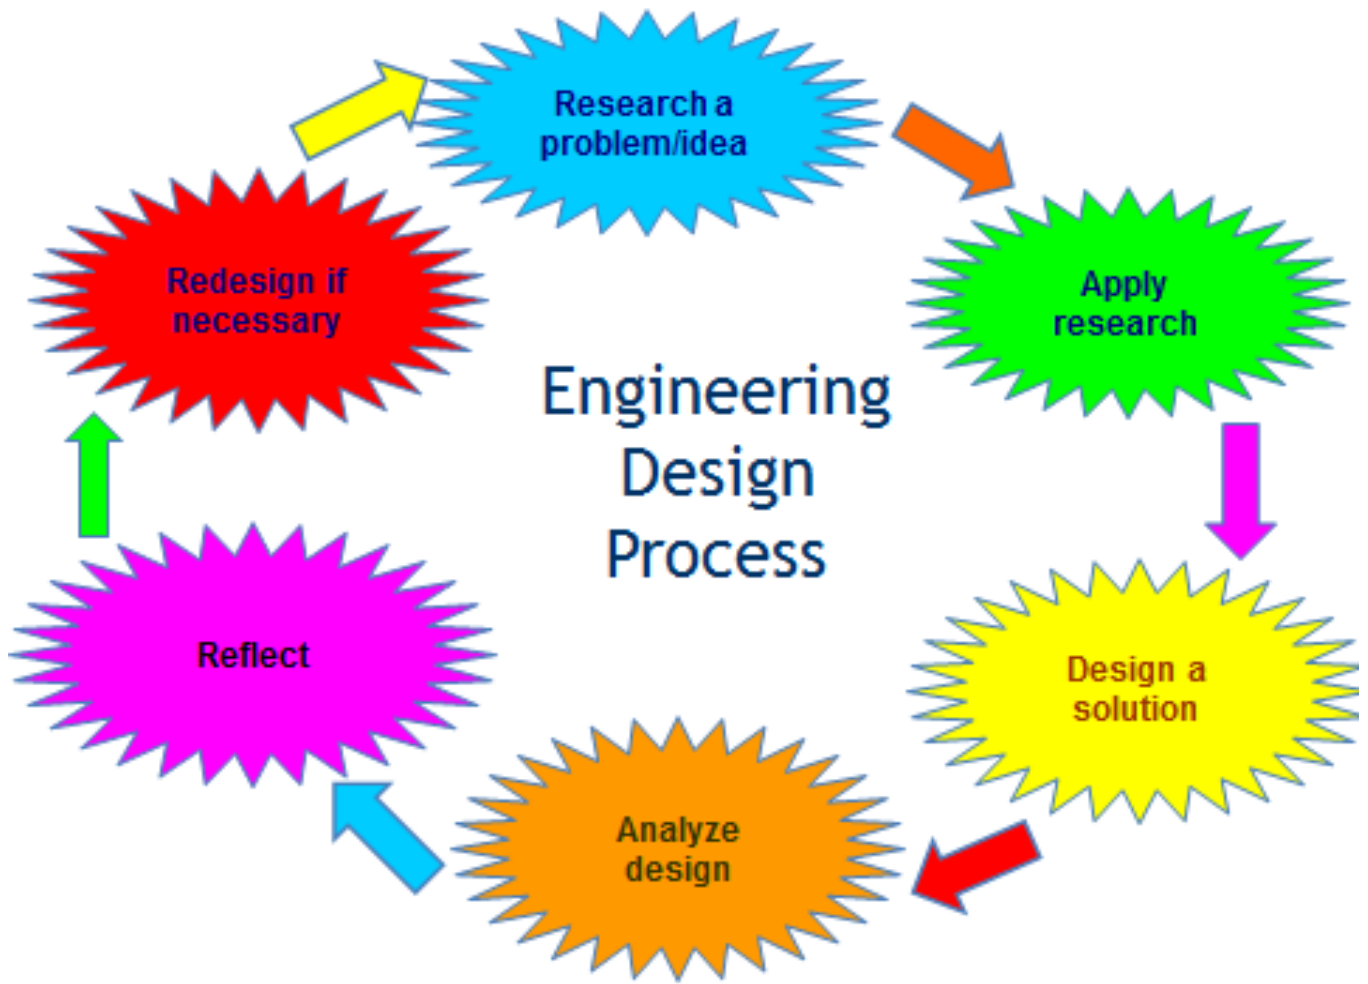 Research a
problem/idea
Apply
research
Design a
solution
Analyze
design
Reflect
Redesign if
necessary
Engineering
Design
Process